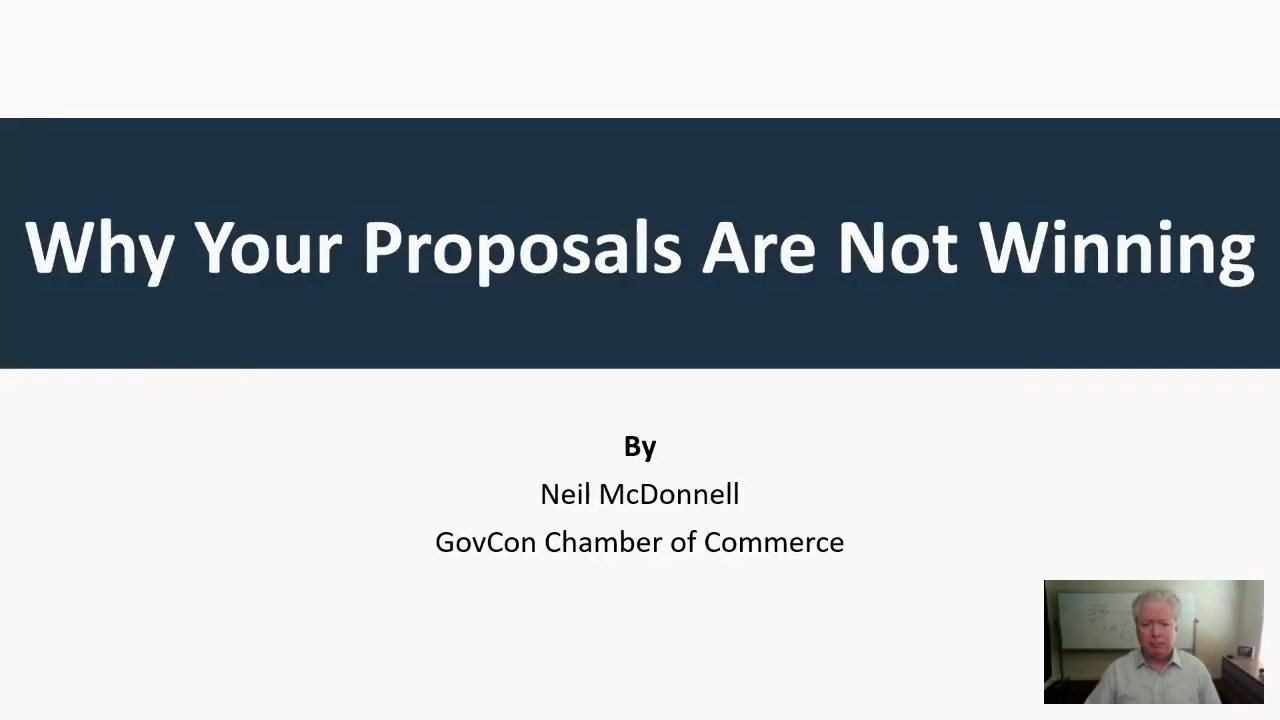 Why Your Proposals Are Not Winning
By
Neil McDonnell
GovCon Chamber of Commerce